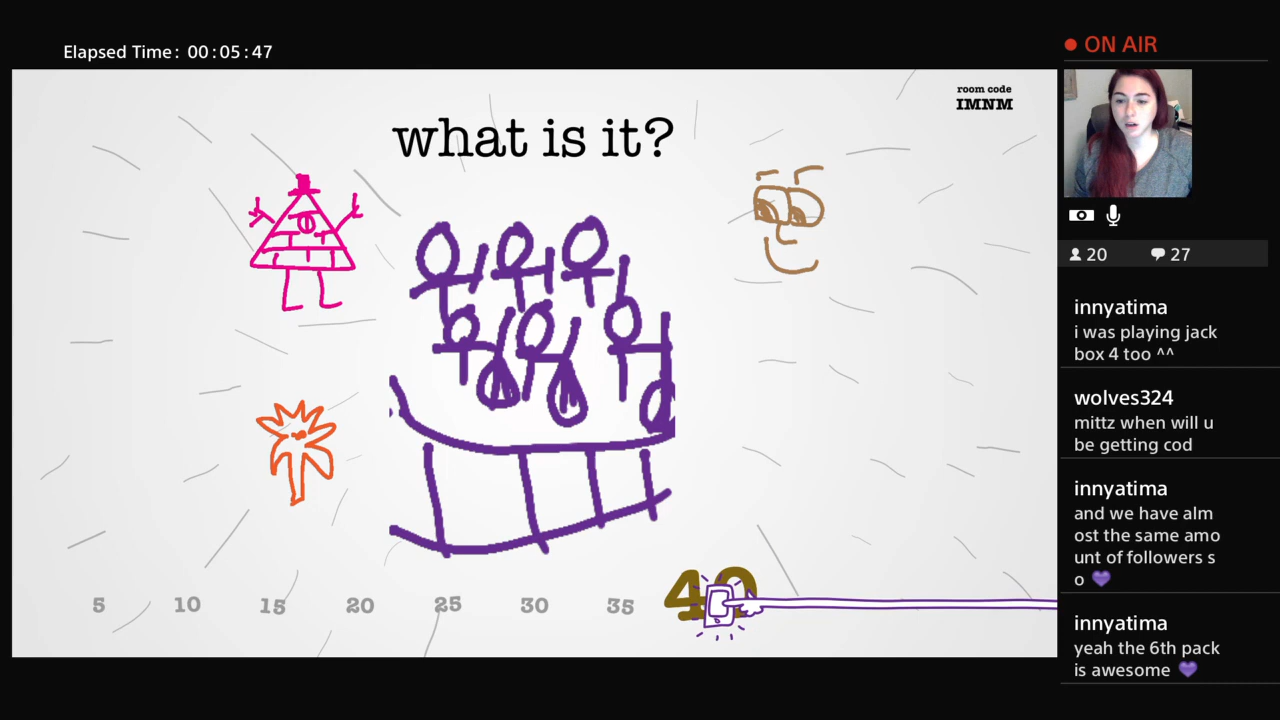 Elapsed Time: 00:05:47
ON AIR
room code
IMNM
what is it?
20 27
innyatima
i was playing jack
box 4 too ^^
wolves324
mittz when will u
be getting cod
innyatima
and we have alm
ost the same amo
unt of followers s
o 💜
innyatima
yeah the 6th pack
is awesome 💜
5 10 15 20 25 30 35 40